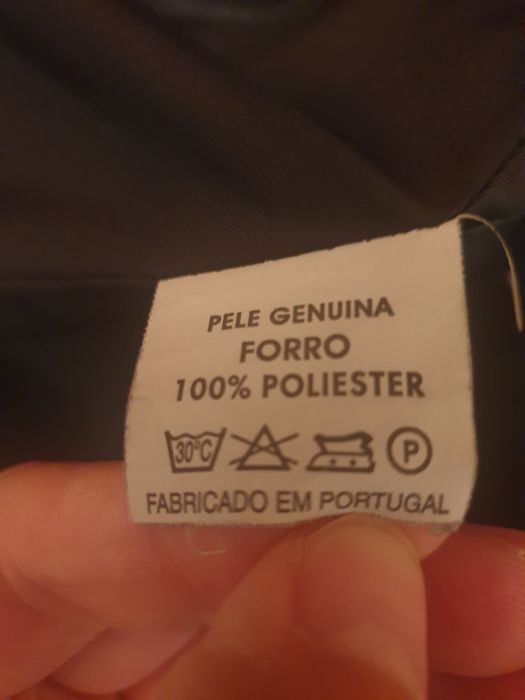 PELE GENUINA
FORRO
100% POLIESTER
30°C P
FABRICADO EM PORTUGAL